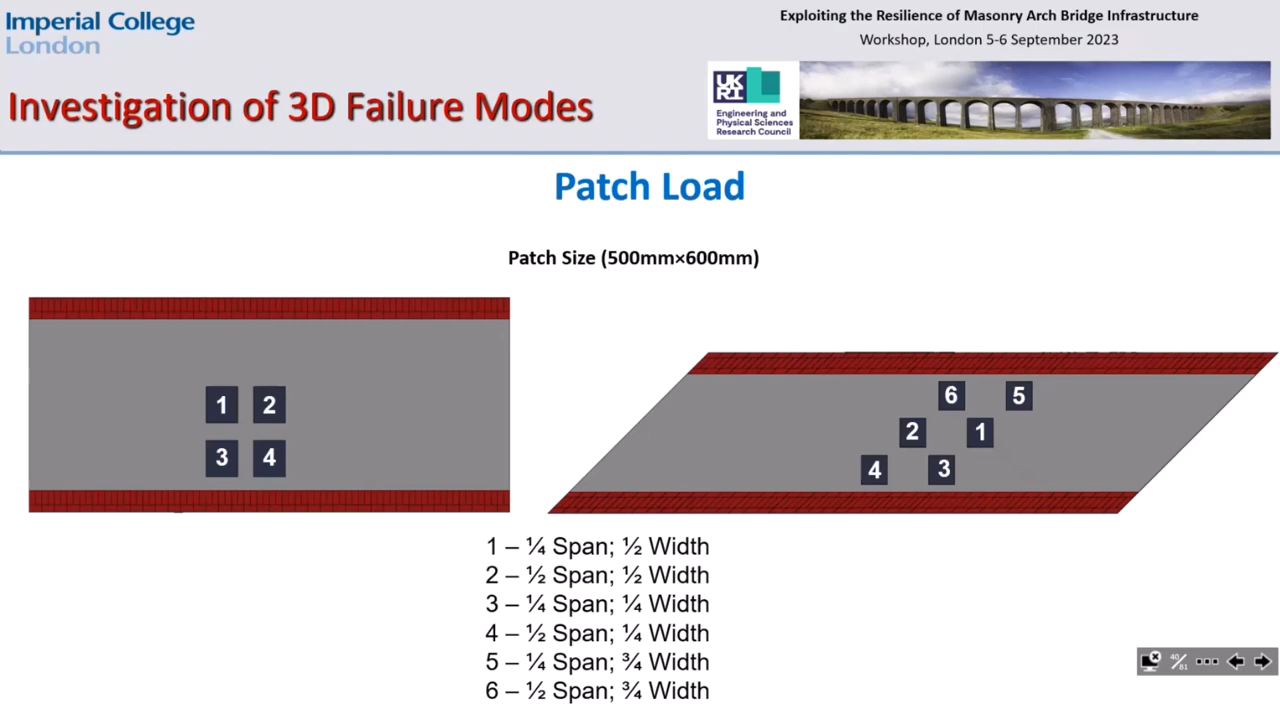 Imperial College
London
Exploiting the Resilience of Masonry Arch Bridge Infrastructure
Workshop, London 5-6 September 2023
Investigation of 3D Failure Modes
UK
RI
Engineering and
Physical Sciences
Research Council
Patch Load
Patch Size (500mm×600mm)
1 2
3 4
6 5
2 1
4 3
1 – ¼ Span; ½ Width
2 – ½ Span; ½ Width
3 – ¼ Span; ¼ Width
4 – ½ Span; ¼ Width
5 – ¼ Span; ¾ Width
6 – ½ Span; ¾ Width
40/81